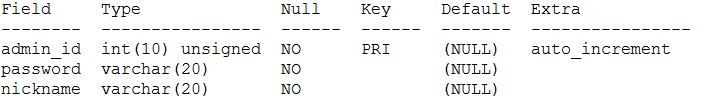 Field     Type              Null    Key     Default  Extra
--------  ----------------  ------  ------  -------  ----------------
admin_id  int(10) unsigned  NO      PRI     (NULL)   auto_increment
password  varchar(20)       NO              (NULL)
nickname  varchar(20)       NO              (NULL)